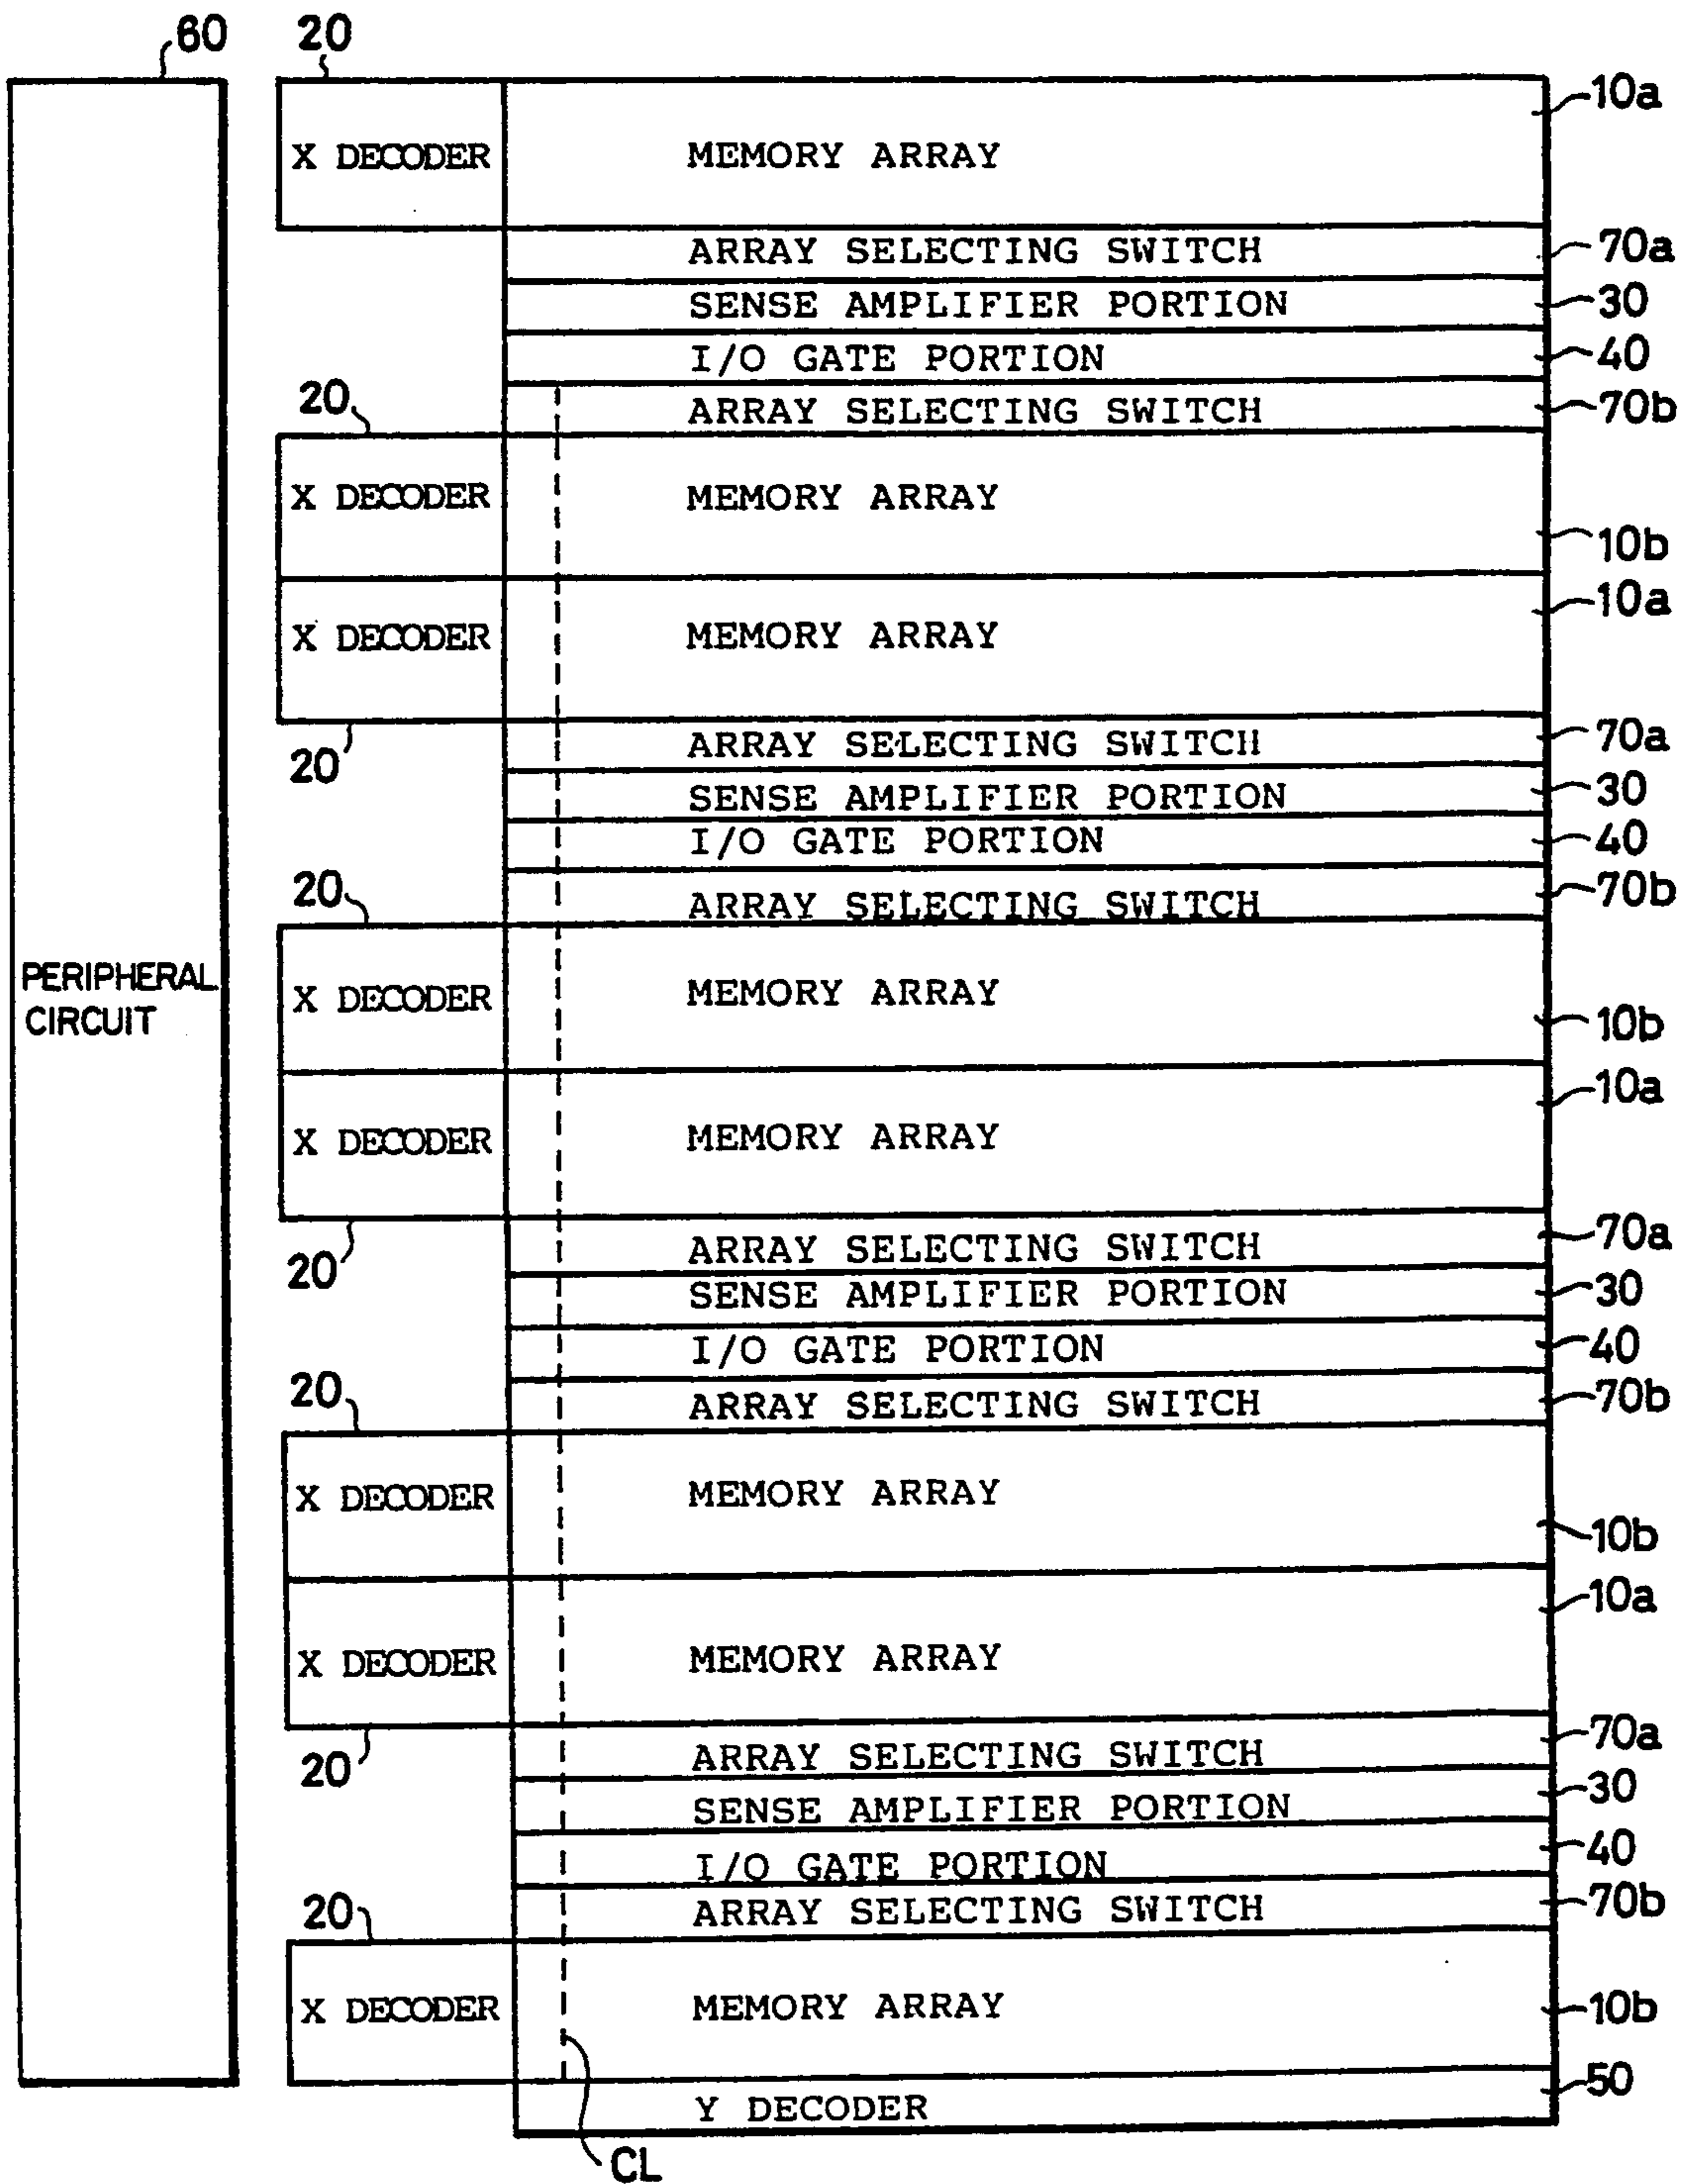 60
20
10a
X DECODER
MEMORY ARRAY
ARRAY SELECTING SWITCH
70a
SENSE AMPLIFIER PORTION
30
I/O GATE PORTION
40
20
ARRAY SELECTING SWITCH
70b
X DECODER
MEMORY ARRAY
10b
10a
X DECODER
MEMORY ARRAY
20
ARRAY SELECTING SWITCH
70a
SENSE AMPLIFIER PORTION
30
I/O GATE PORTION
40
20
ARRAY SELECTING SWITCH
70b
PERIPHERAL
CIRCUIT
X DECODER
MEMORY ARRAY
10b
10a
X DECODER
MEMORY ARRAY
20
ARRAY SELECTING SWITCH
70a
SENSE AMPLIFIER PORTION
30
I/O GATE PORTION
40
20
ARRAY SELECTING SWITCH
70b
X DECODER
MEMORY ARRAY
10b
10a
X DECODER
MEMORY ARRAY
20
ARRAY SELECTING SWITCH
70a
SENSE AMPLIFIER PORTION
30
I/O GATE PORTION
40
20
ARRAY SELECTING SWITCH
70b
X DECODER
MEMORY ARRAY
10b
Y DECODER
50
CL